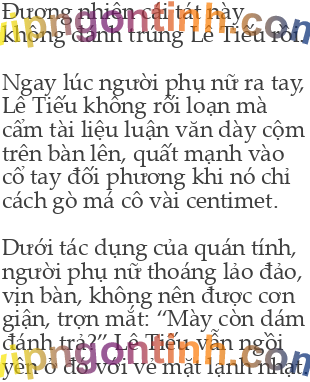 Đương nhiên cái tát này
không đánh trúng Lê Tiếu rồi.
Ngay lúc người phụ nữ ra tay,
Lê Tiếu không rối loạn mà
cầm tài liệu luận văn dày cộm
trên bàn lên, quất mạnh vào
cổ tay đối phương khi nó chỉ
cách gò má cô vài centimet.
Dưới tác dụng của quán tính,
người phụ nữ thoáng lảo đảo,
vịn bàn, không nén được cơn
giận, trợn mắt: “Mày còn dám
đánh trả?” Lê Tiếu vẫn ngồi
yên ở đó với vẻ mặt lạnh nhạt,
vipngontinh.com
vipngontinh.com